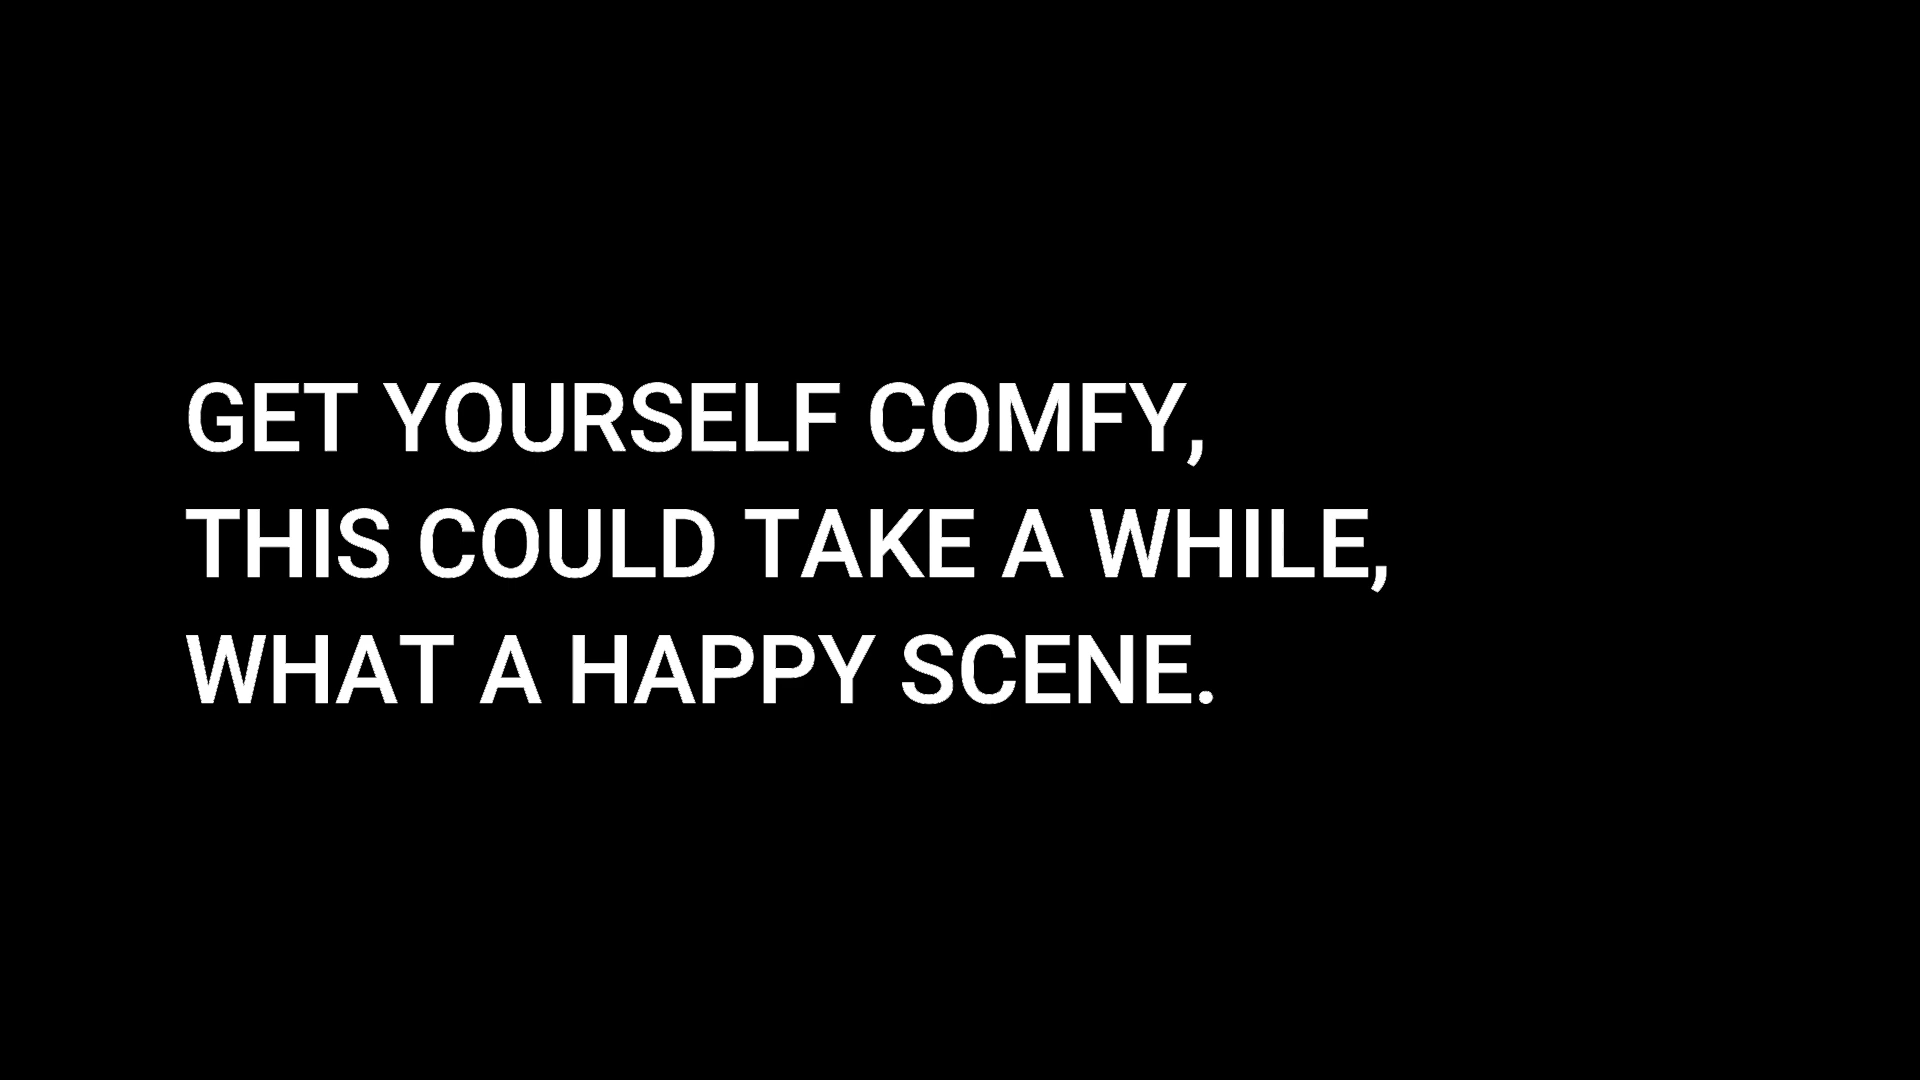 GET YOURSELF COMFY,
THIS COULD TAKE A WHILE,
WHAT A HAPPY SCENE.